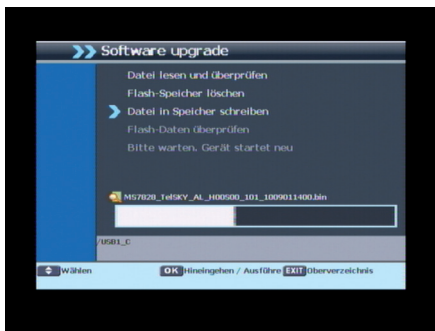 Software upgrade
Datei lesen und überprüfen
Flash-Speicher löschen
Datei in Speicher schreiben
Flash-Daten überprüfen
Bitte warten. Gerät startet neu
MS7828_TelSKY_AL_H00500_101_1009011400.bin
/USB1_C
Wählen OK Hineingehen / Ausführe EXIT Oberverzeichnis